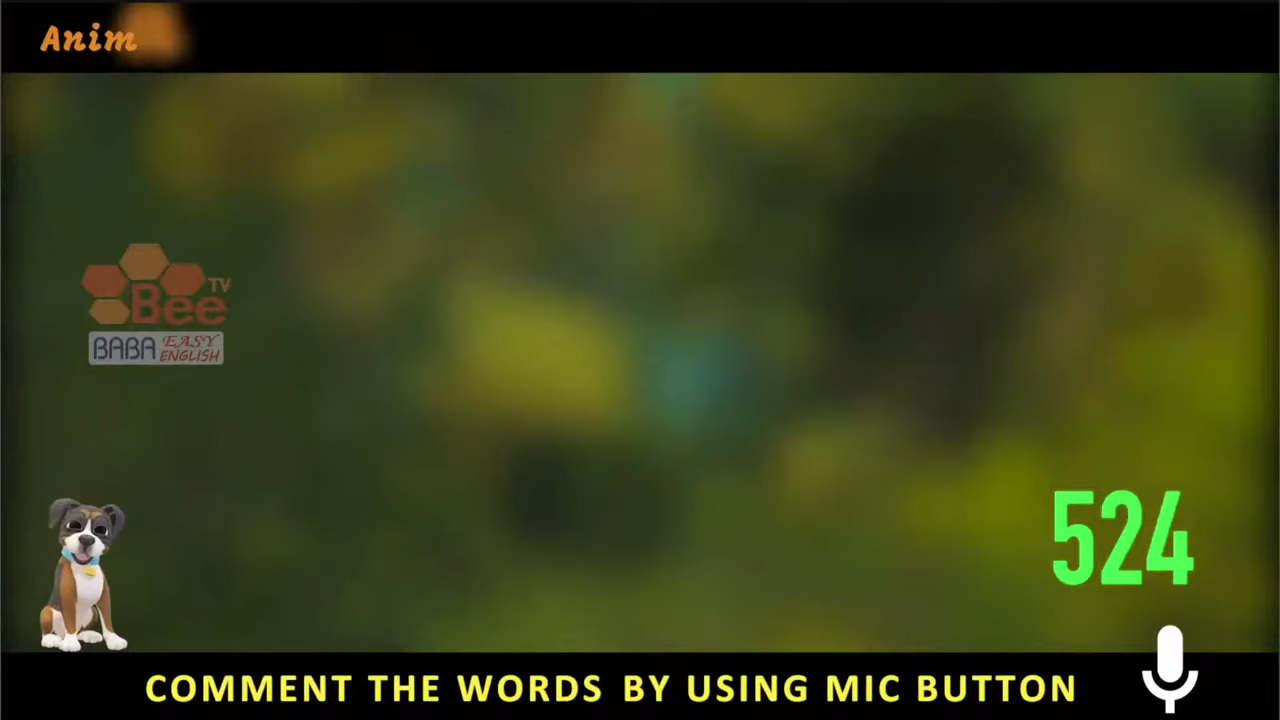 Anim
TV
Bee
BABA EASY ENGLISH
524
COMMENT THE WORDS BY USING MIC BUTTON